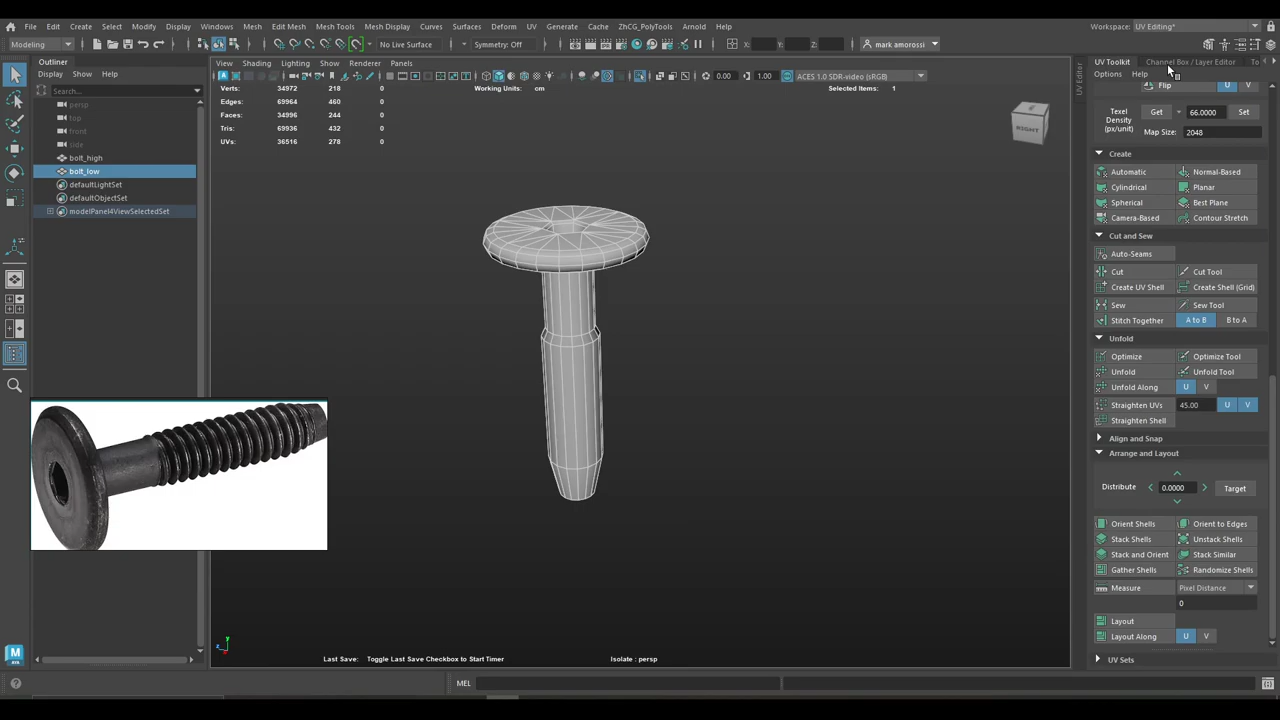 File Edit Create Select Modify Display Windows Mesh Edit Mesh Mesh Tools Mesh Display Curves Surfaces Deform UV Generate Cache ZhCG_PolyTools Arnold Help Workspace: UV Editing*
Modeling No Live Surface Symmetry: Off X: Y: Z: mark amorossi
Outliner
Display Show Help
Search...
persp
top
front
side
bolt_high
bolt_low
defaultLightSet
defaultObjectSet
modelPanel4ViewSelectedSet
View Shading Lighting Show Renderer Panels
0.00 1.00 ACES 1.0 SDR-video (sRGB)
Verts: 34972 218 0
Edges: 69964 460 0
Faces: 34996 244 0
Tris: 69936 432 0
UVs: 36516 278 0
Working Units: cm
Selected Items: 1
RIGHT
Last Save: Toggle Last Save Checkbox to Start Timer
Isolate : persp
UV Editor
UV Toolkit Channel Box / Layer Editor To
Options Help
Flip U V
Texel Density (px/unit) Get 66.0000 Set
Map Size: 2048
Create
Automatic Normal-Based
Cylindrical Planar
Spherical Best Plane
Camera-Based Contour Stretch
Cut and Sew
Auto-Seams
Cut Cut Tool
Create UV Shell Create Shell (Grid)
Sew Sew Tool
Stitch Together A to B B to A
Unfold
Optimize Optimize Tool
Unfold Unfold Tool
Unfold Along U V
Straighten UVs 45.00 U V
Straighten Shell
Align and Snap
Arrange and Layout
Distribute 0.0000 Target
Orient Shells Orient to Edges
Stack Shells Unstack Shells
Stack and Orient Stack Similar
Gather Shells Randomize Shells
Measure Pixel Distance
0
Layout
Layout Along U V
UV Sets
M
MEL